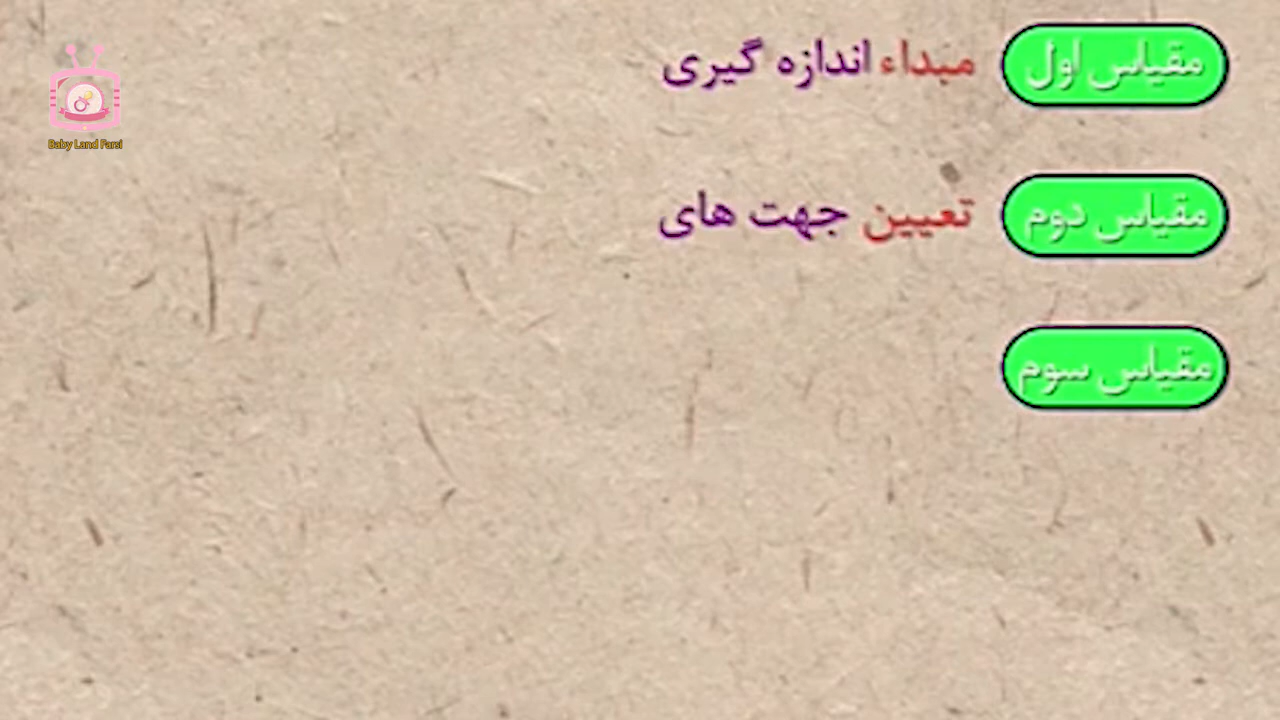 مقیاس اول مبداء اندازه گیری
مقیاس دوم تعیین جهت های
مقیاس سوم
Baby Land Farsi